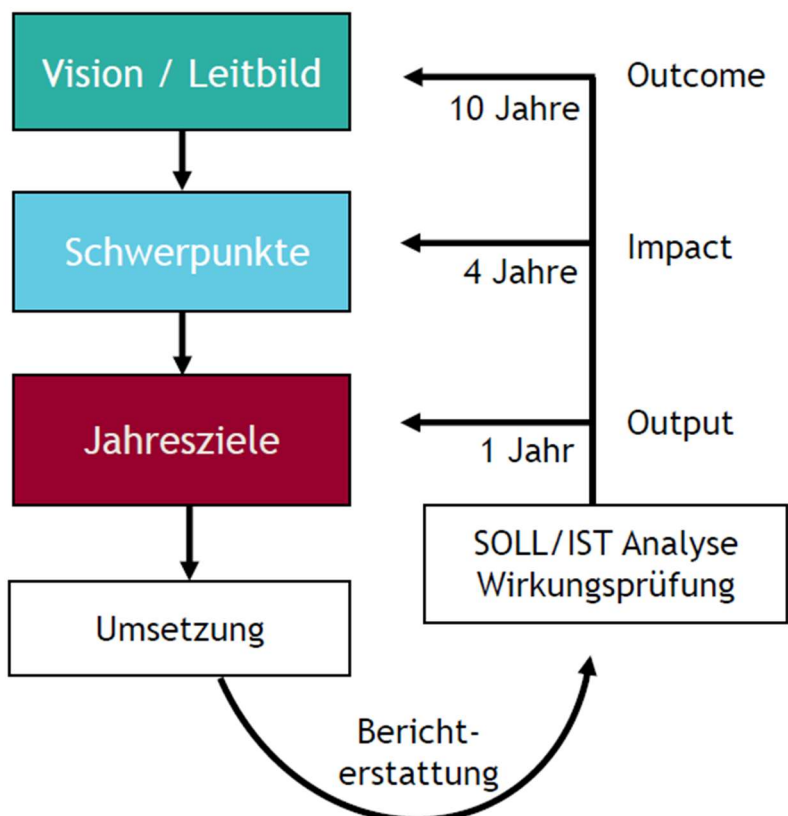 Vision / Leitbild
10 Jahre
Outcome
Schwerpunkte
4 Jahre
Impact
Jahresziele
1 Jahr
Output
SOLL/IST Analyse
Wirkungsprüfung
Umsetzung
Bericht-
erstattung